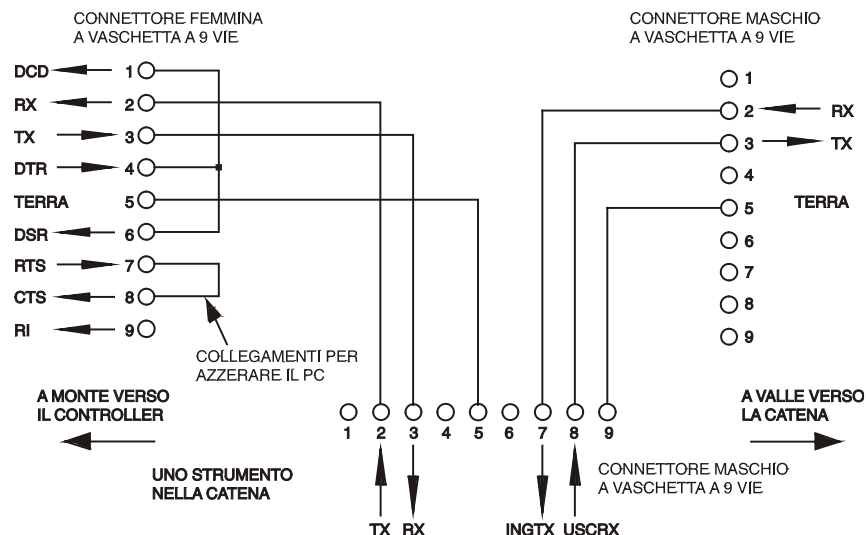 CONNETTORE FEMMINA
A VASCHETTA A 9 VIE
CONNETTORE MASCHIO
A VASCHETTA A 9 VIE
DCD 1
RX 2
TX 3
DTR 4
TERRA 5
DSR 6
RTS 7
CTS 8
RI 9
1
2 RX
3 TX
4
5 TERRA
6
7
8
9
COLLEGAMENTI PER
AZZERARE IL PC
A MONTE VERSO
IL CONTROLLER
A VALLE VERSO
LA CATENA
1 2 3 4 5 6 7 8 9
UNO STRUMENTO
NELLA CATENA
CONNETTORE MASCHIO
A VASCHETTA A 9 VIE
TX RX INGTX USCRX